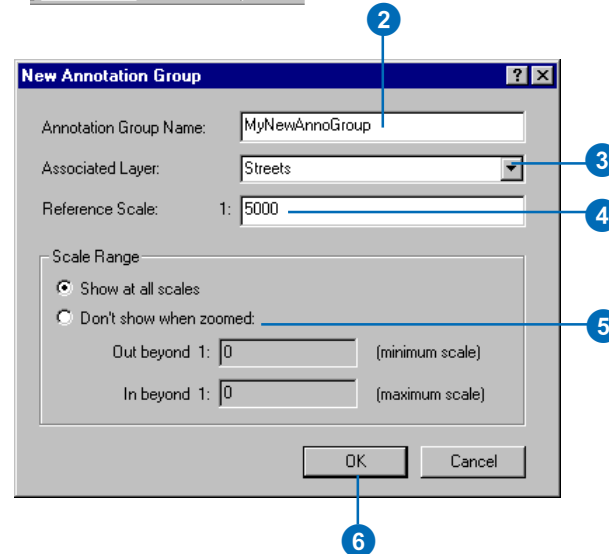 2
New Annotation Group
Annotation Group Name: MyNewAnnoGroup
Associated Layer: Streets
3
Reference Scale: 1: 5000
4
Scale Range
Show at all scales
Don't show when zoomed:
5
Out beyond 1: 0 (minimum scale)
In beyond 1: 0 (maximum scale)
OK Cancel
6